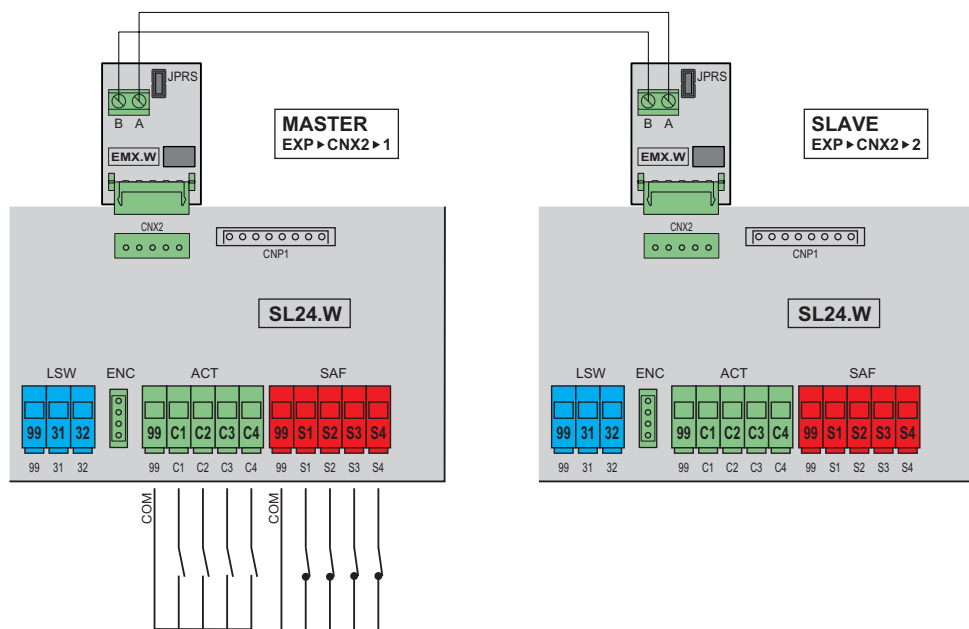 JPRS
B A
EMX.W
MASTER
EXP▸CNX2▸1
CNX2
CNP1
SL24.W
LSW ENC ACT SAF
99 31 32 99 C1 C2 C3 C4 99 S1 S2 S3 S4
99 31 32 99 C1 C2 C3 C4 99 S1 S2 S3 S4
COM COM
JPRS
B A
EMX.W
SLAVE
EXP▸CNX2▸2
CNX2
CNP1
SL24.W
LSW ENC ACT SAF
99 31 32 99 C1 C2 C3 C4 99 S1 S2 S3 S4
99 31 32 99 C1 C2 C3 C4 99 S1 S2 S3 S4